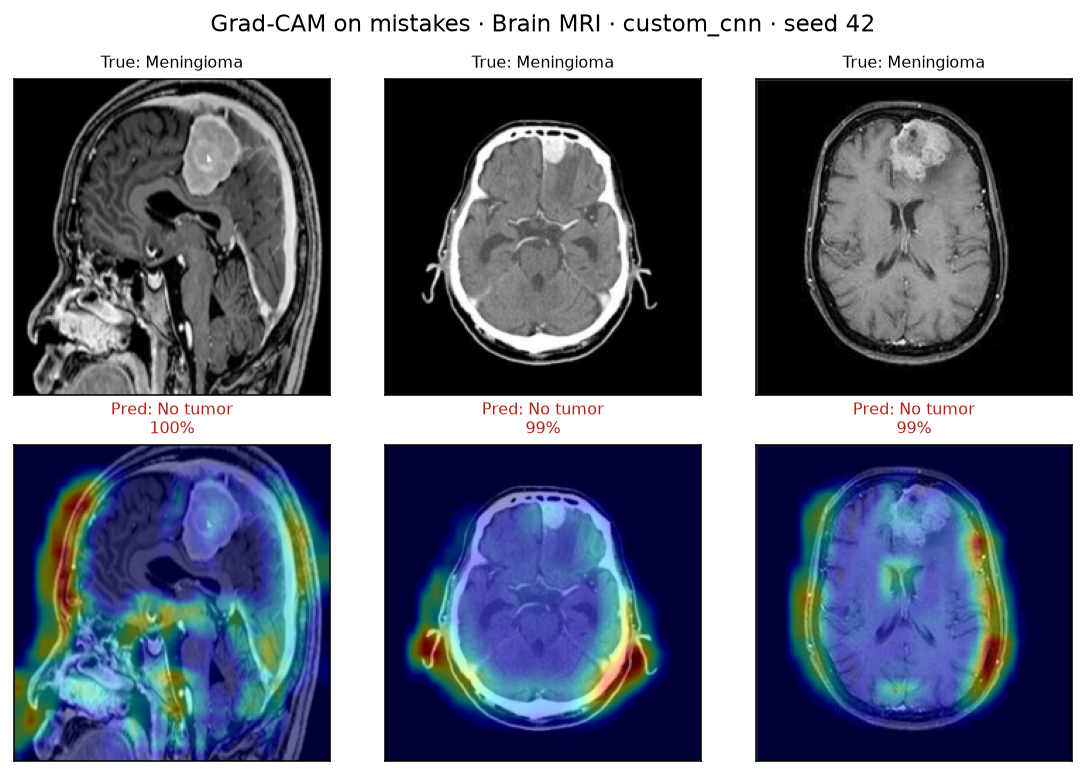 Grad-CAM on mistakes · Brain MRI · custom_cnn · seed 42
True: Meningioma
True: Meningioma
True: Meningioma
Pred: No tumor
100%
Pred: No tumor
99%
Pred: No tumor
99%